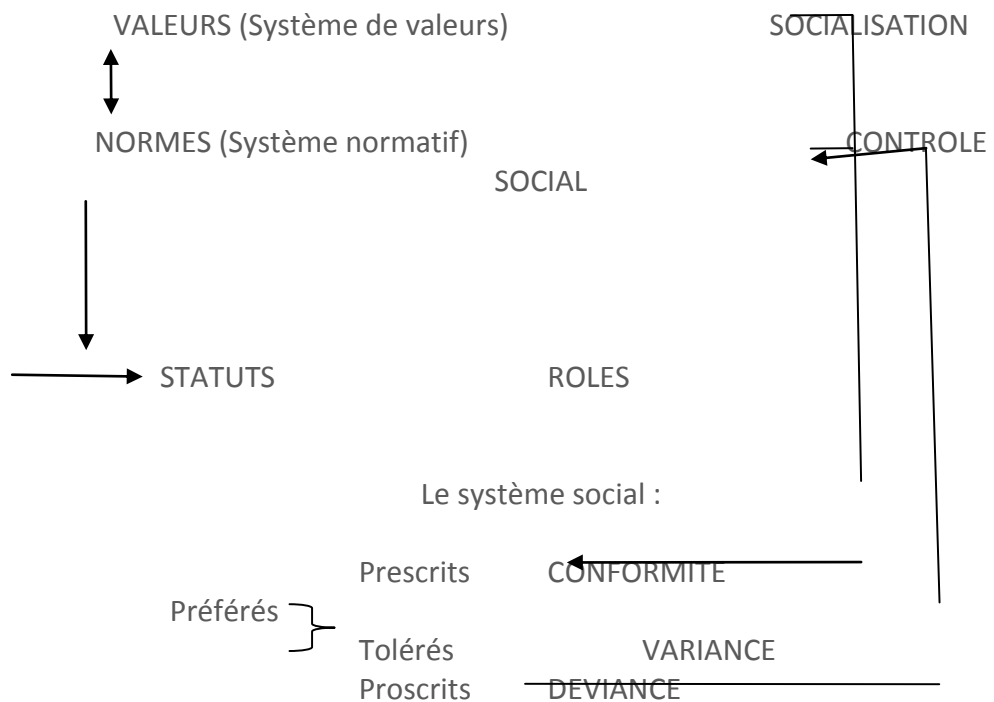 VALEURS (Système de valeurs) SOCIALISATION
NORMES (Système normatif) CONTROLE
SOCIAL
STATUTS ROLES
Le système social :
Prescrits CONFORMITE
Préférés
Tolérés VARIANCE
Proscrits DEVIANCE